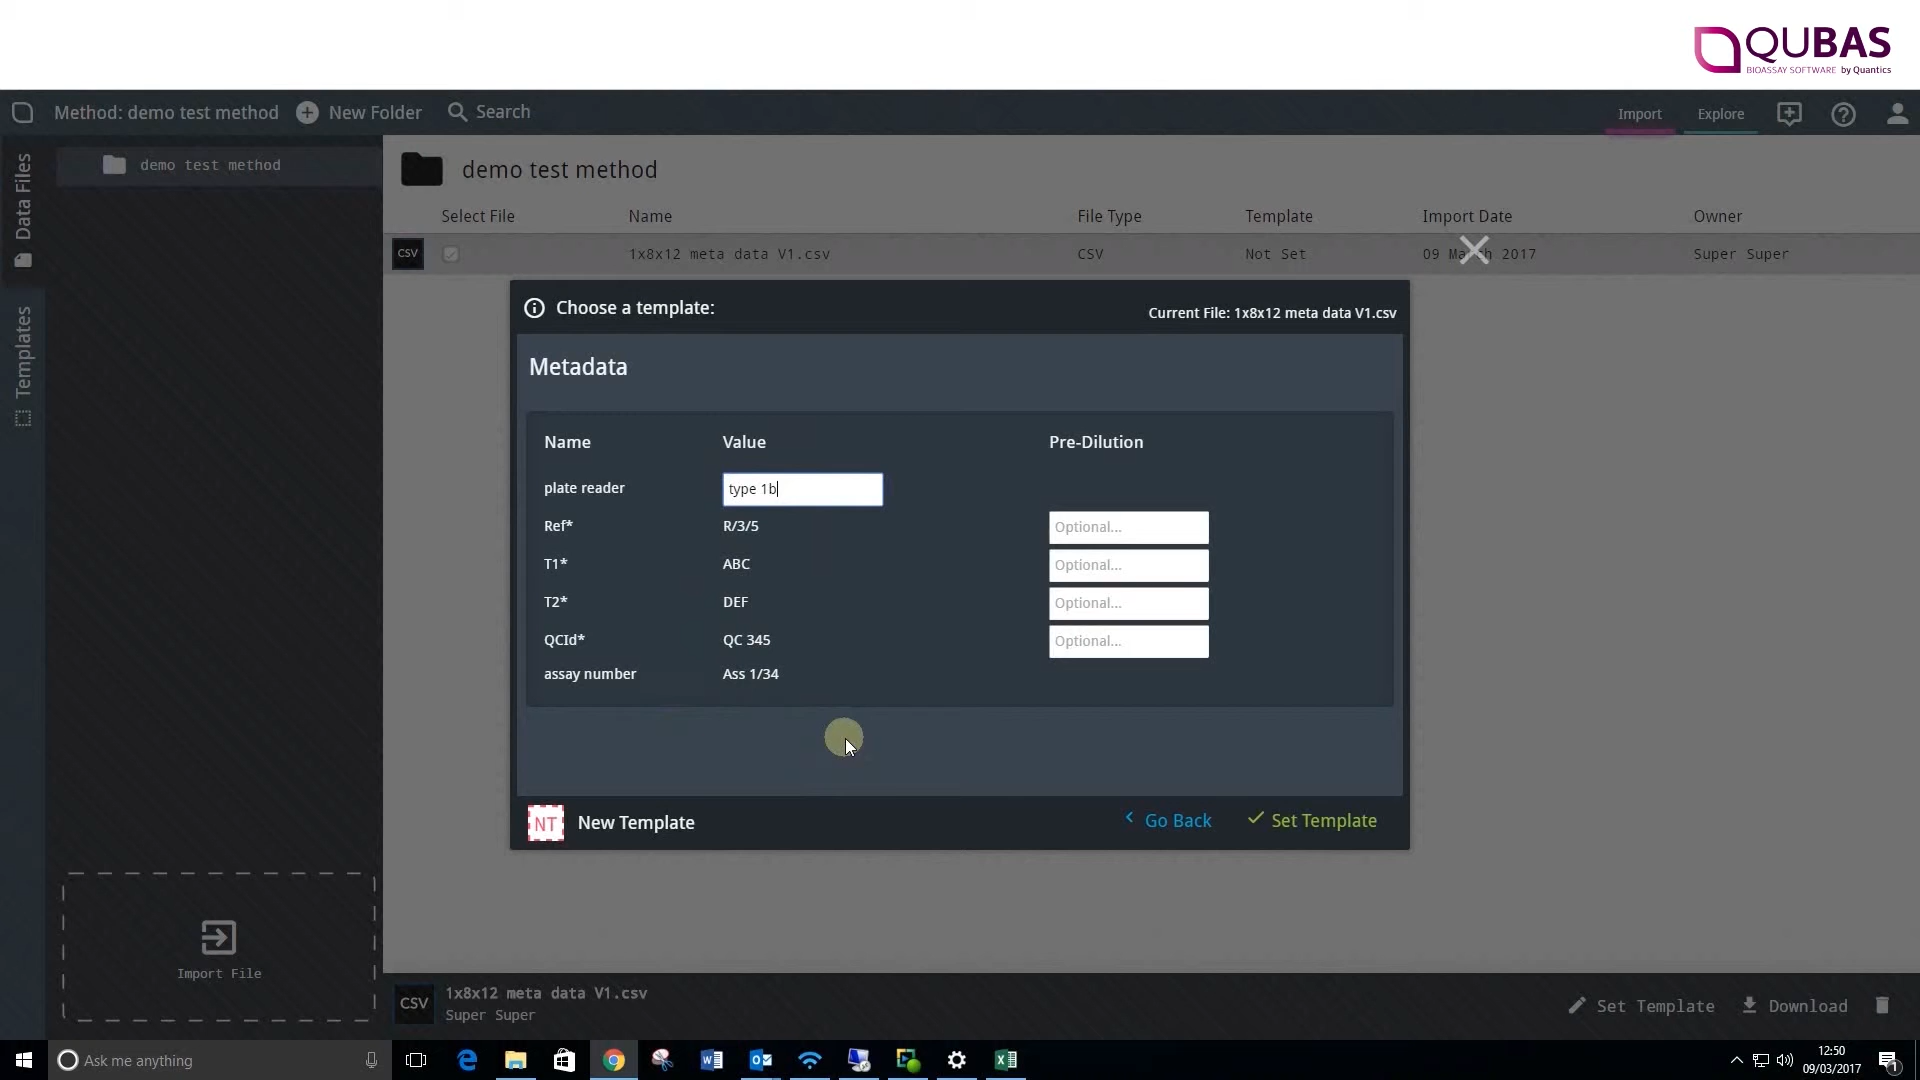 QUBAS
BIOASSAY SOFTWARE by Quantics
Method: demo test method New Folder Search Import Explore
Data Files
Templates
demo test method
demo test method
Select File Name File Type Template Import Date Owner
CSV 1x8x12 meta data V1.csv CSV Not Set 09 March 2017 Super Super
Choose a template: Current File: 1x8x12 meta data V1.csv
Metadata
Name Value Pre-Dilution
plate reader type 1b
Ref* R/3/5 Optional...
T1* ABC Optional...
T2* DEF Optional...
QCId* QC 345 Optional...
assay number Ass 1/34
NT New Template Go Back Set Template
Import File
CSV 1x8x12 meta data V1.csv
Super Super
Set Template Download
Ask me anything
12:50
09/03/2017
1